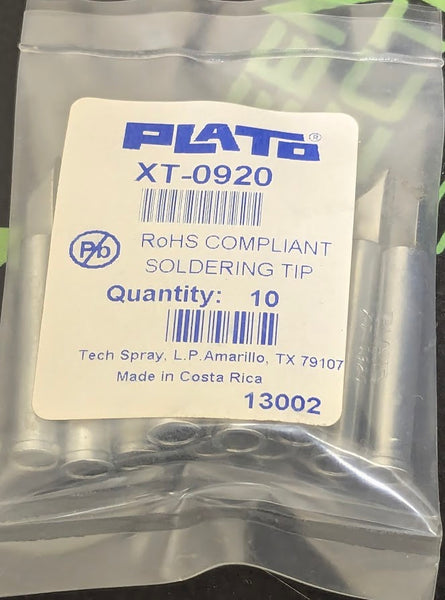 PLATO®
XT-0920
Pb
RoHS COMPLIANT
SOLDERING TIP
Quantity: 10
Tech Spray, L.P. Amarillo, TX 79107
Made in Costa Rica
13002